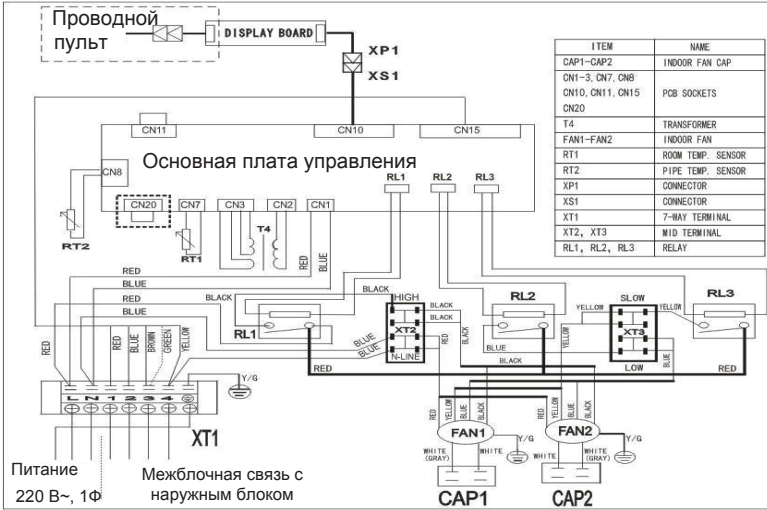 Проводной
пульт
DISPLAY BOARD
XP1
XS1
ITEM NAME
CAP1-CAP2 INDOOR FAN CAP
CN1-3, CN7, CN8
CN10, CN11, CN15
CN20
PCB SOCKETS
T4 TRANSFORMER
FAN1-FAN2 INDOOR FAN
RT1 ROOM TEMP. SENSOR
RT2 PIPE TEMP. SENSOR
XP1 CONNECTOR
XS1 CONNECTOR
XT1 7-WAY TERMINAL
XT2, XT3 MID TERMINAL
RL1, RL2, RL3 RELAY
CN11 CN10 CN15
Основная плата управления
CN8
RL1 RL2 RL3
CN20 CN7 CN3 CN2 CN1
RT2
RT1
T4
RED
BLUE
RED
BLUE
RED
BLUE
BLACK
BLACK
HIGH
BLACK
BLACK
RL1
XT2
N-LINE
BLUE
BLUE
RED
BLACK
RL2
BLUE
BLACK
YELLOW
SLOW
YELLOW
XT3
LOW
BLUE
RL3
RED
RED
RED
RED
BLUE
RED
BLUE
BROWN
GREEN
YELLOW
Y/G
L N 1 2 3 4
XT1
RED
YELLOW
BLUE
BLACK
RED
YELLOW
BLUE
BLACK
FAN1
Y/G
FAN2
Y/G
WHITE
(GRAY)
WHITE
WHITE
(GRAY)
WHITE
CAP1
CAP2
Питание
220 В~, 1Ф
Межблочная связь с
наружным блоком